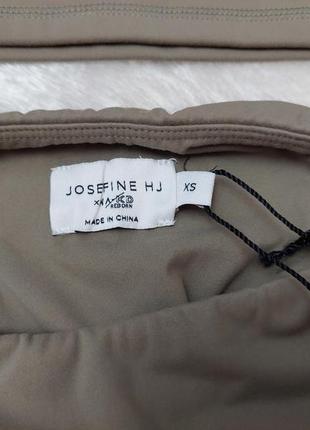 JOSEFINE HJ
XS
REBORN
MADE IN CHINA